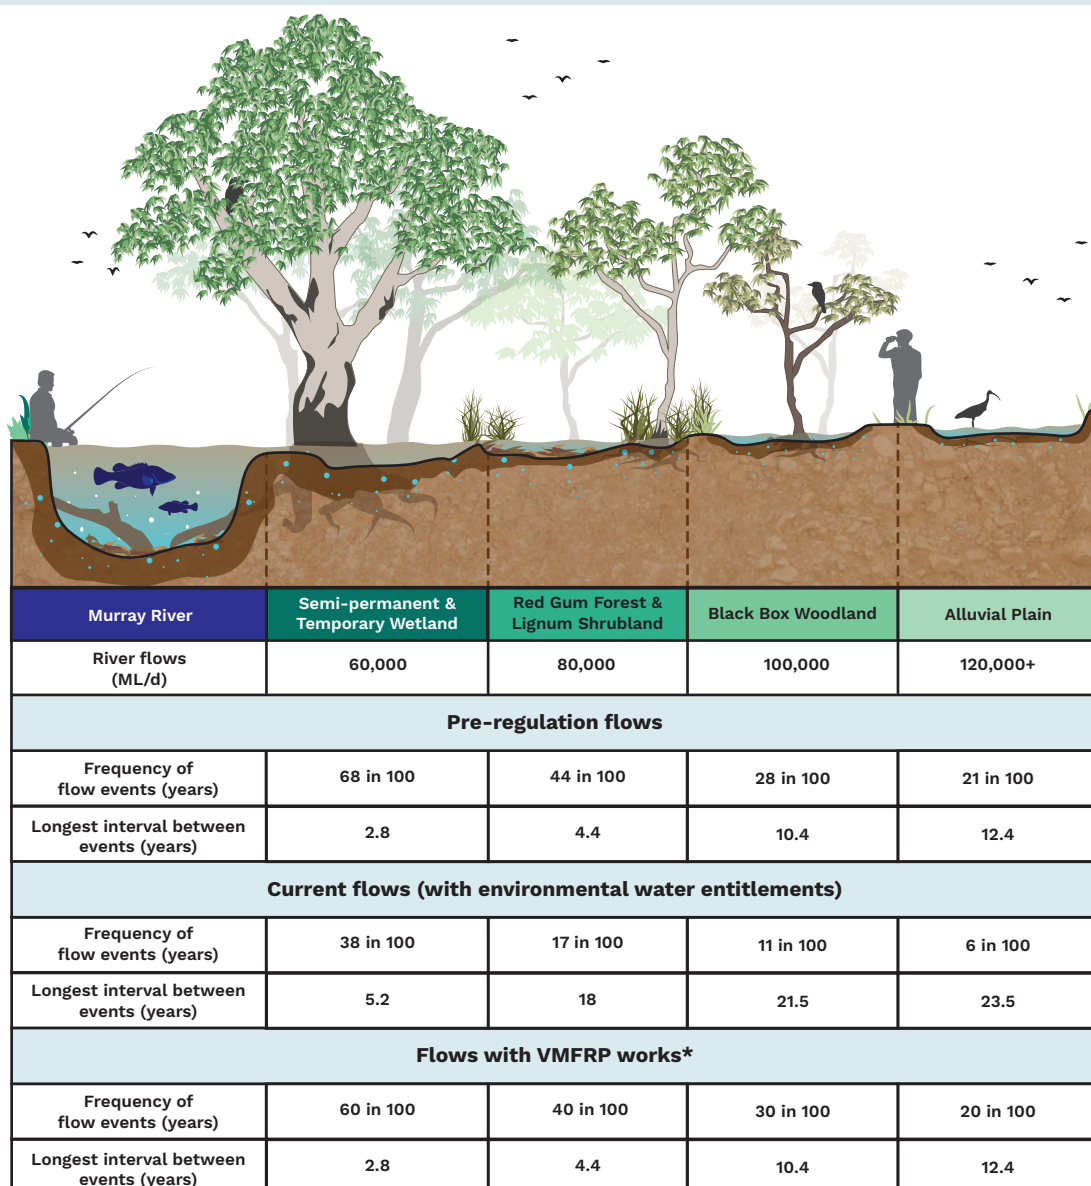 Murray River
Semi-permanent &
Temporary Wetland
Red Gum Forest &
Lignum Shrubland
Black Box Woodland
Alluvial Plain
River flows
(ML/d)
60,000
80,000
100,000
120,000+
Pre-regulation flows
Frequency of
flow events (years)
68 in 100
44 in 100
28 in 100
21 in 100
Longest interval between
events (years)
2.8
4.4
10.4
12.4
Current flows (with environmental water entitlements)
Frequency of
flow events (years)
38 in 100
17 in 100
11 in 100
6 in 100
Longest interval between
events (years)
5.2
18
21.5
23.5
Flows with VMFRP works*
Frequency of
flow events (years)
60 in 100
40 in 100
30 in 100
20 in 100
Longest interval between
events (years)
2.8
4.4
10.4
12.4